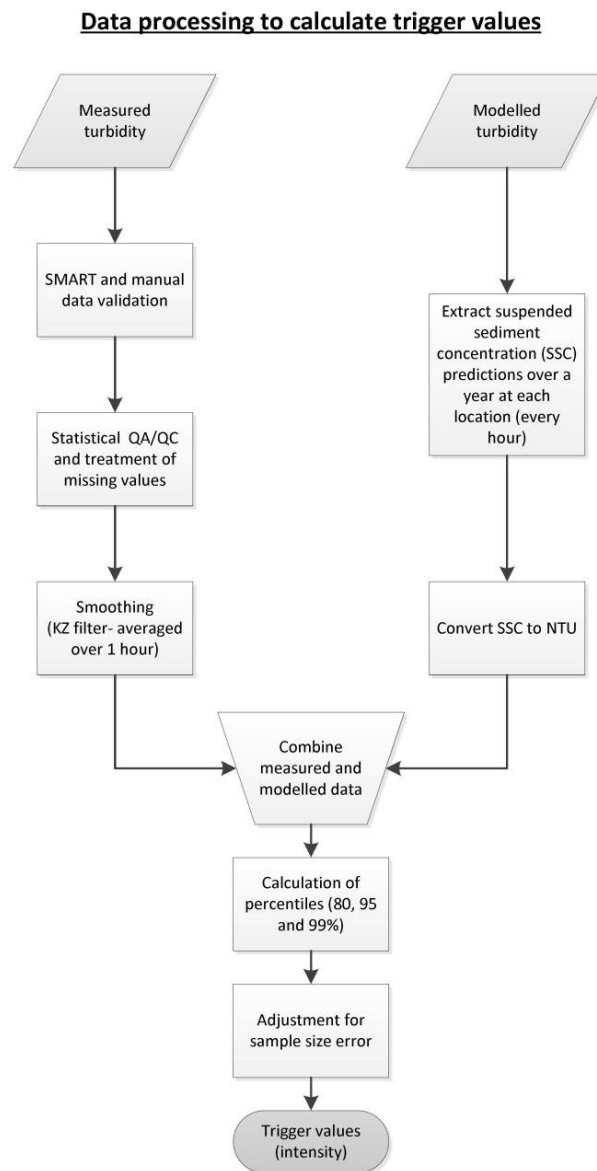 Data processing to calculate trigger values
Measured
turbidity
SMART and manual
data validation
Statistical QA/QC
and treatment of
missing values
Smoothing
(KZ filter- averaged
over 1 hour)
Modelled
turbidity
Extract suspended
sediment
concentration (SSC)
predictions over a
year at each
location (every
hour)
Convert SSC to NTU
Combine
measured and
modelled data
Calculation of
percentiles (80, 95
and 99%)
Adjustment for
sample size error
Trigger values
(intensity)